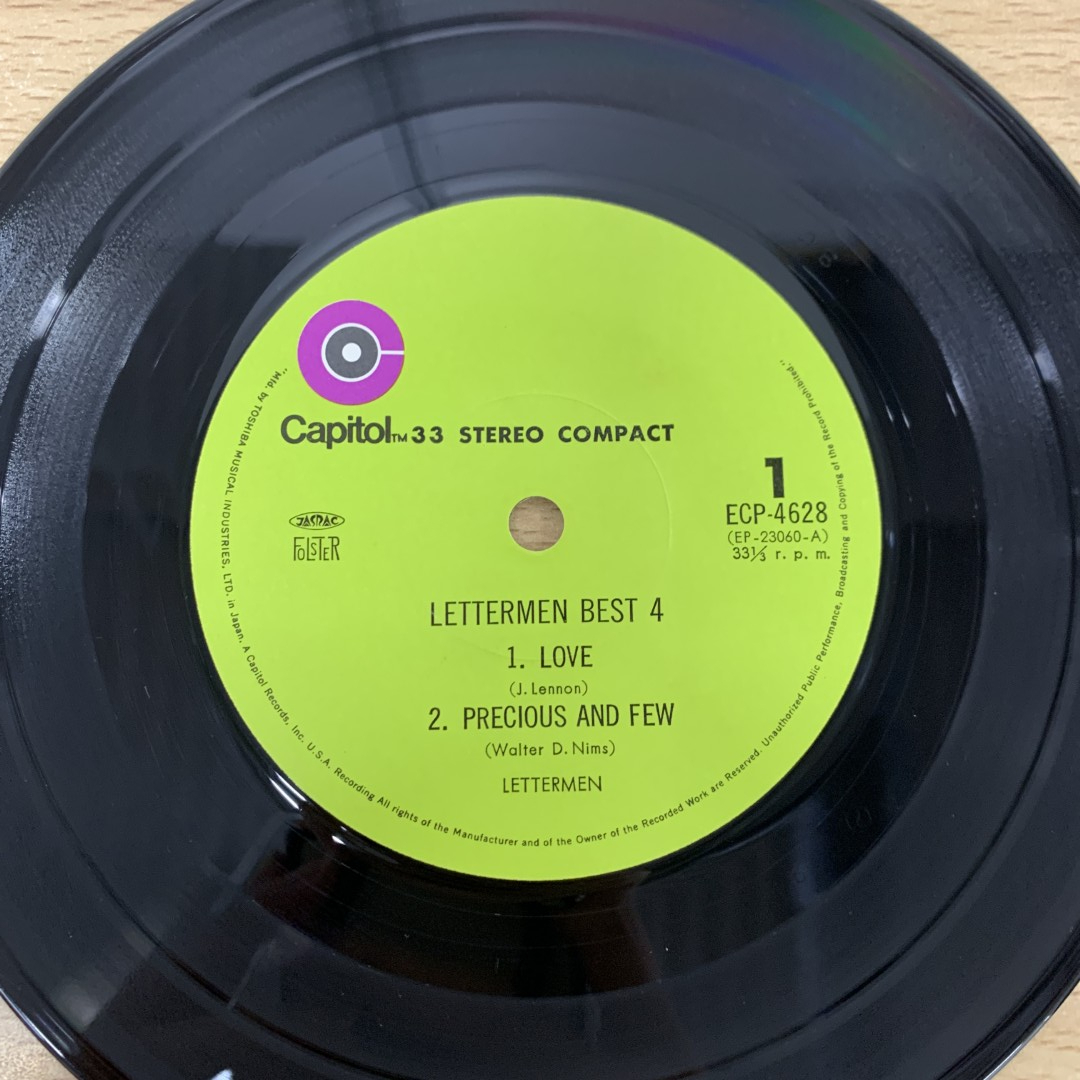 Capitol™ 33 STEREO COMPACT
1
ECP-4628
(EP-23060-A)
33⅓ r. p. m.
JASRAC
FOLSTER
LETTERMEN BEST 4
1. LOVE
(J. Lennon)
2. PRECIOUS AND FEW
(Walter D. Nims)
LETTERMEN
"Mfd. by TOSHIBA MUSICAL INDUSTRIES, LTD. in Japan. A Capitol Records, Inc. U.S.A. Recording All rights of the Manufacturer and of the Owner of the Recorded Work are Reserved. Unauthorized Public Performance, Broadcasting and Copying of the Record Prohibited."